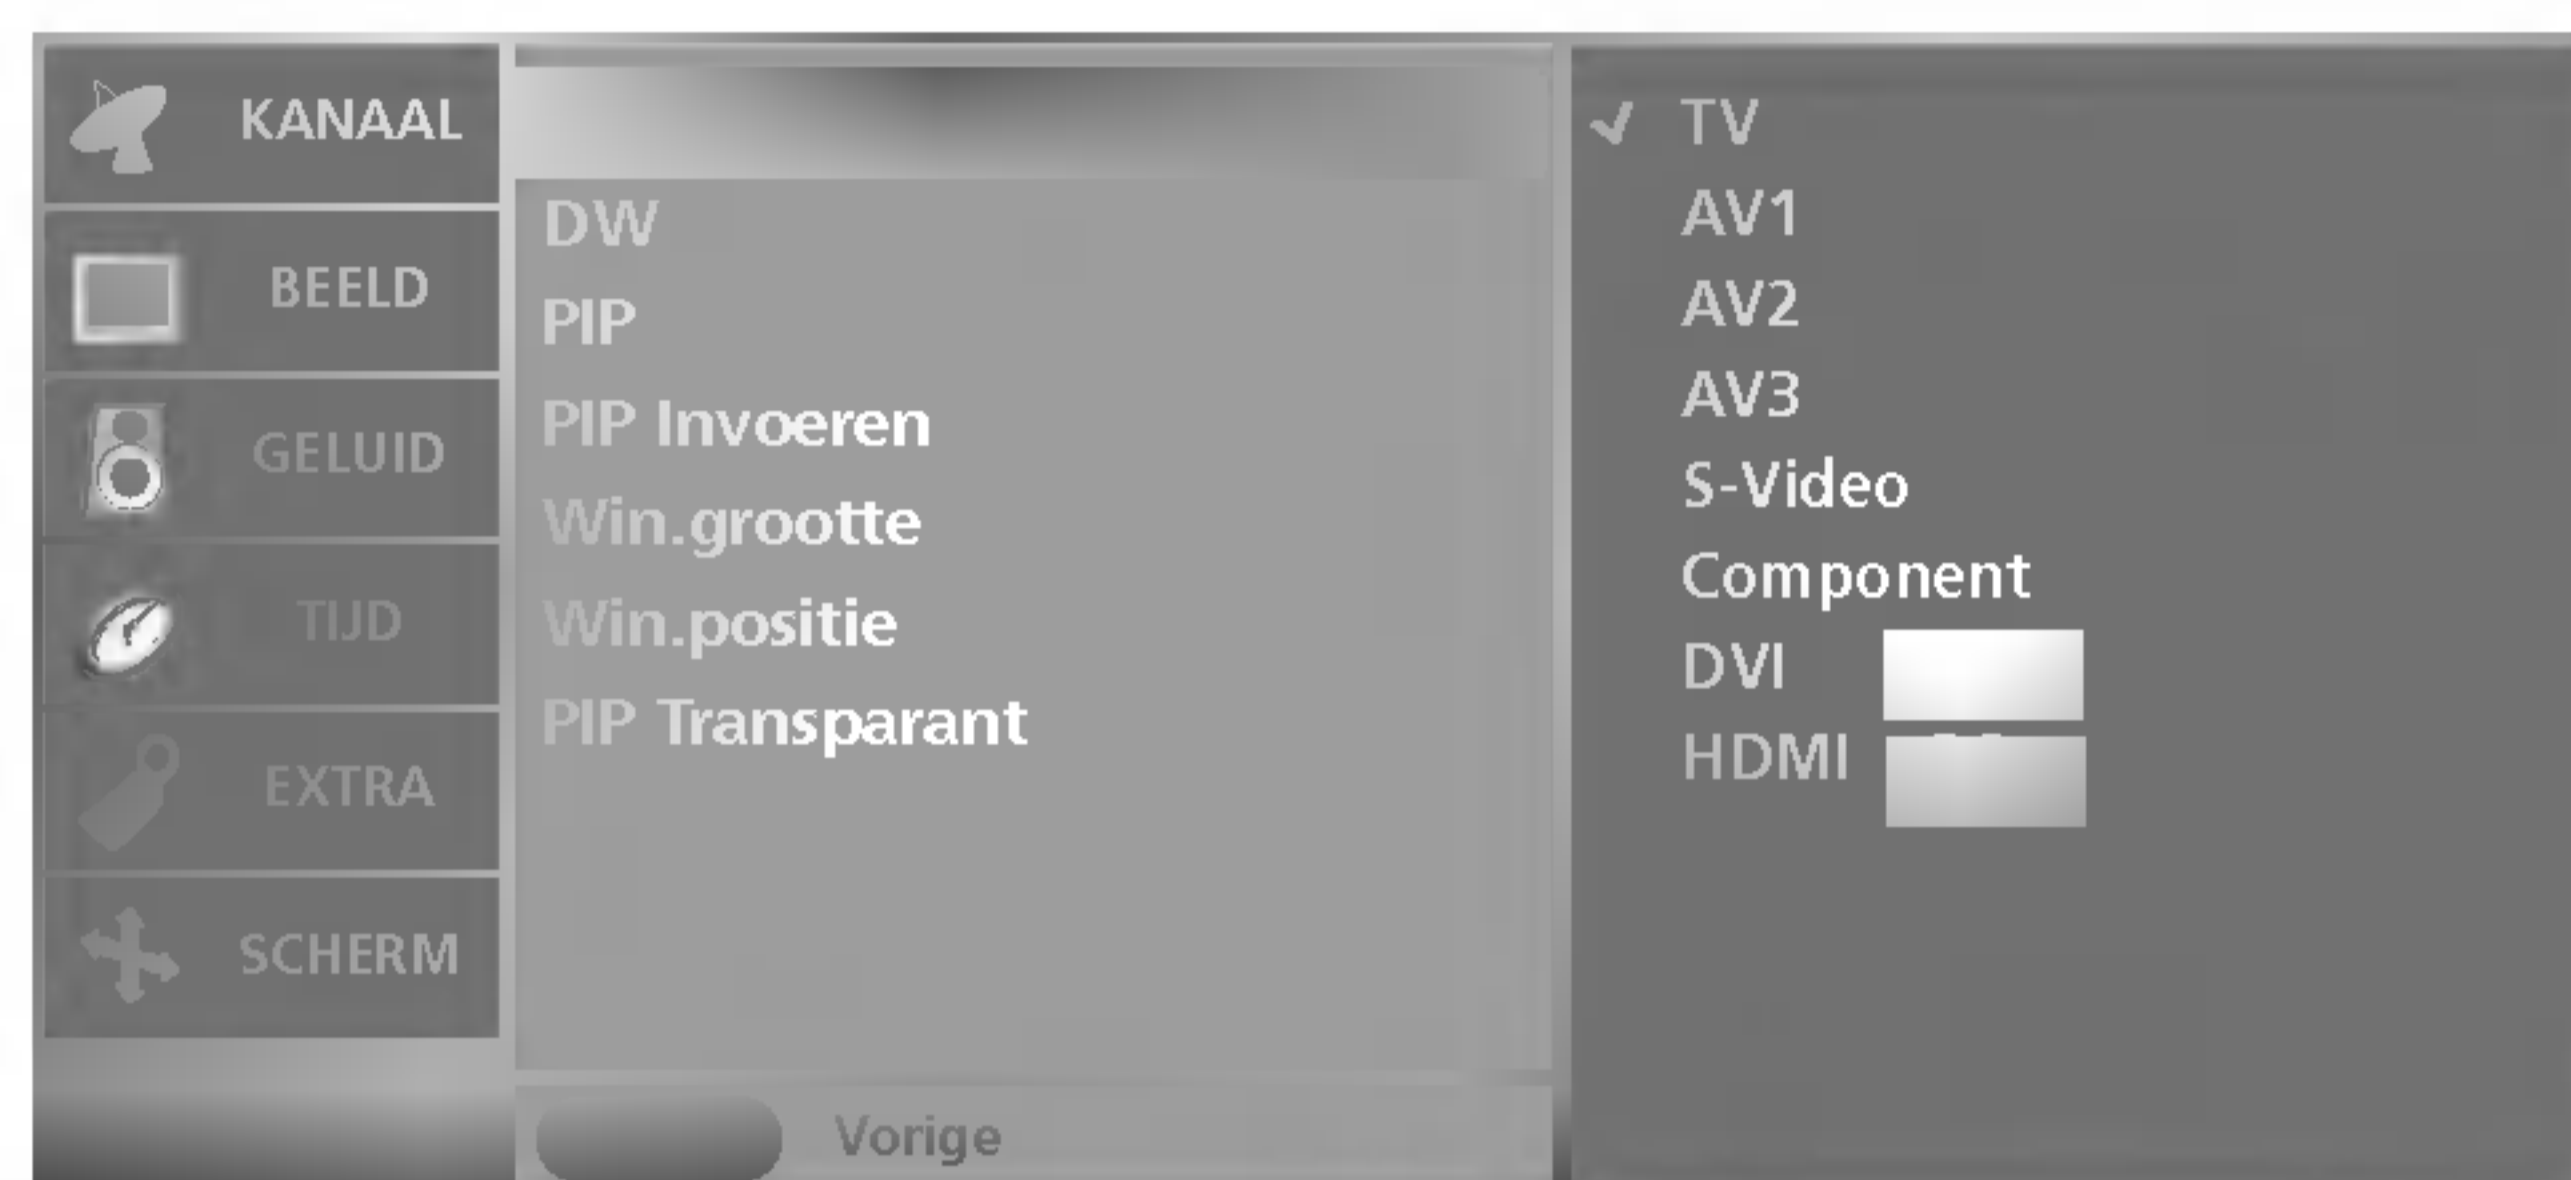 KANAAL
BEELD
GELUID
TIJD
EXTRA
SCHERM
DW
PIP
PIP Invoeren
Win.grootte
Win.positie
PIP Transparant
Vorige
TV
AV1
AV2
AV3
S-Video
Component
DVI
HDMI